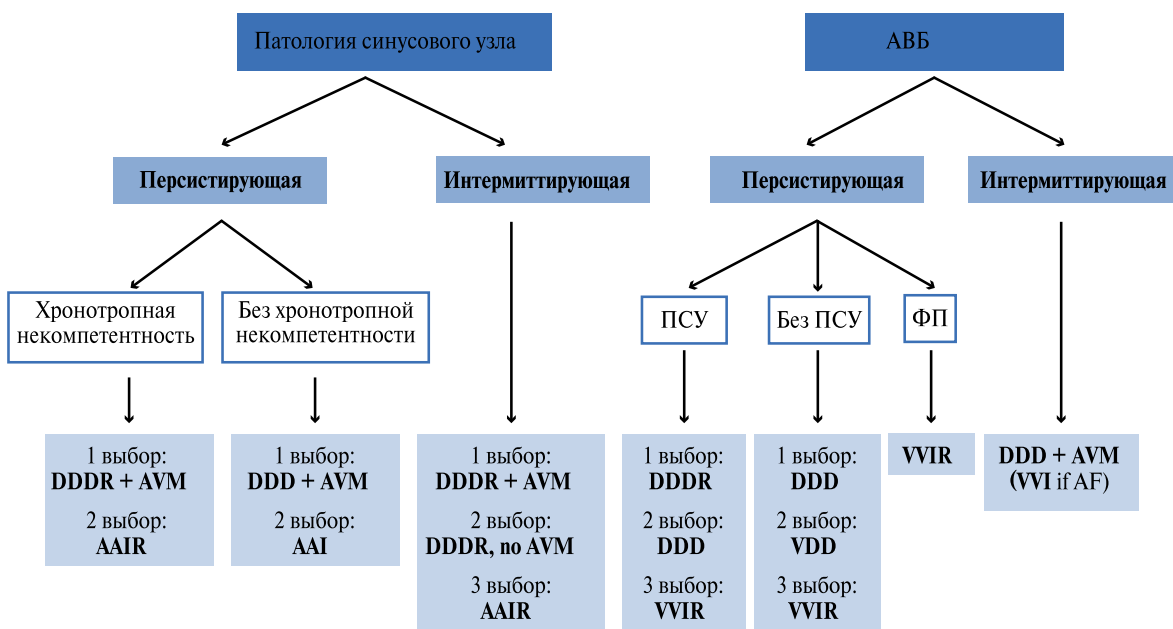 Патология синусового узла
АВБ
Персистирующая
Интермиттирующая
Персистирующая
Интермиттирующая
Хронотропная
некомпетентность
Без хронотропной
некомпетентности
ПСУ
Без ПСУ
ФП
1 выбор:
DDDR + AVM
2 выбор:
AAIR
1 выбор:
DDD + AVM
2 выбор:
AAI
1 выбор:
DDDR + AVM
2 выбор:
DDDR, no AVM
3 выбор:
AAIR
1 выбор:
DDDR
2 выбор:
DDD
3 выбор:
VVIR
1 выбор:
DDD
2 выбор:
VDD
3 выбор:
VVIR
VVIR
DDD + AVM
(VVI if AF)